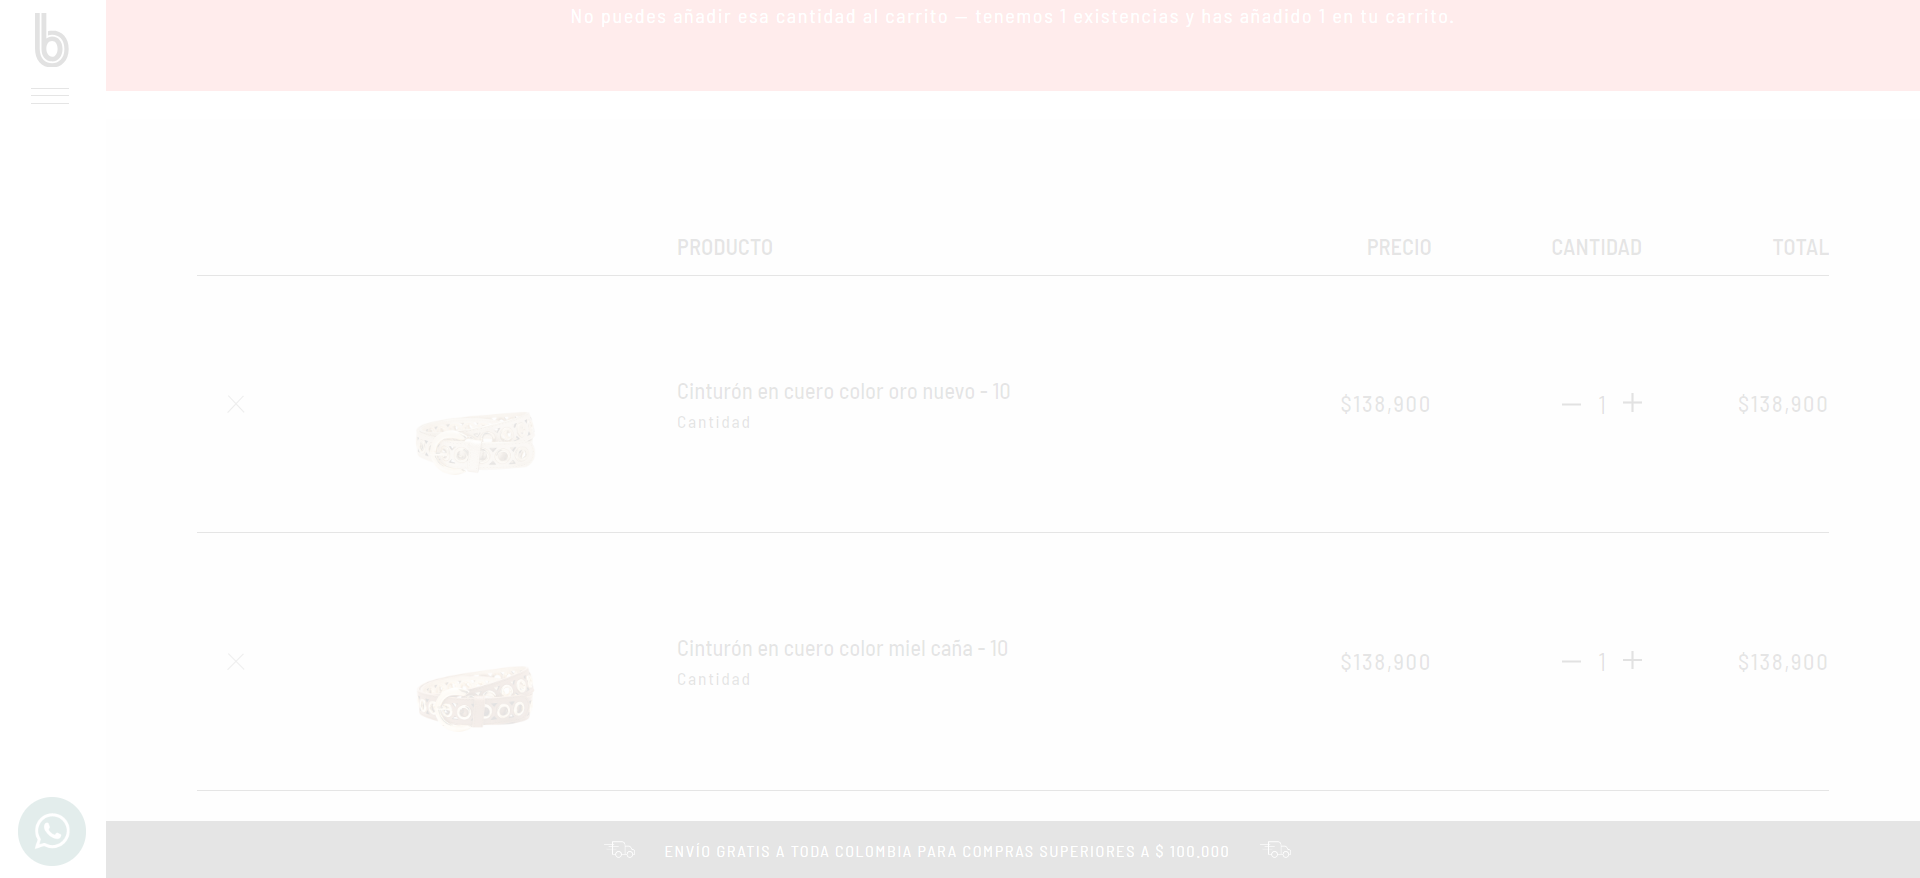 No puedes añadir esa cantidad al carrito — tenemos 1 existencias y has añadido 1 en tu carrito.
b
PRODUCTO PRECIO CANTIDAD TOTAL
Cinturón en cuero color oro nuevo - 10
Cantidad
$138,900 — 1 + $138,900
Cinturón en cuero color miel caña - 10
Cantidad
$138,900 — 1 + $138,900
ENVÍO GRATIS A TODA COLOMBIA PARA COMPRAS SUPERIORES A $ 100.000